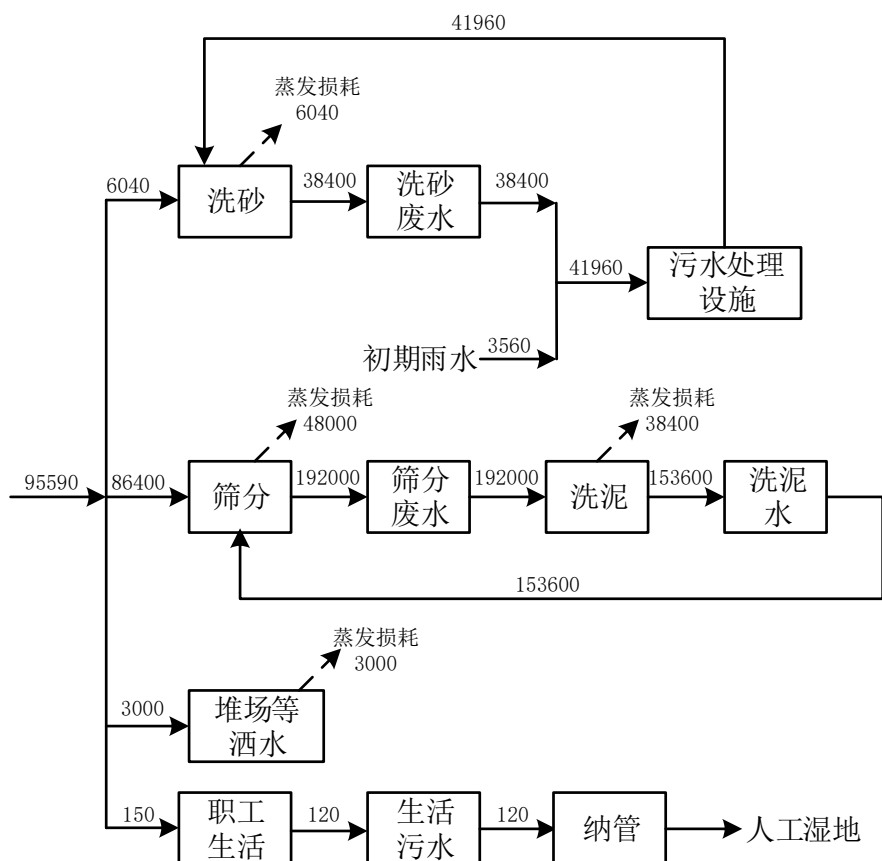 41960
蒸发损耗
6040
6040
洗砂
38400
洗砂
废水
38400
41960
污水处理
设施
初期雨水
3560
蒸发损耗
48000
蒸发损耗
38400
95590
86400
筛分
192000
筛分
废水
192000
洗泥
153600
洗泥
水
153600
蒸发损耗
3000
3000
堆场等
洒水
150
职工
生活
120
生活
污水
120
纳管
人工湿地